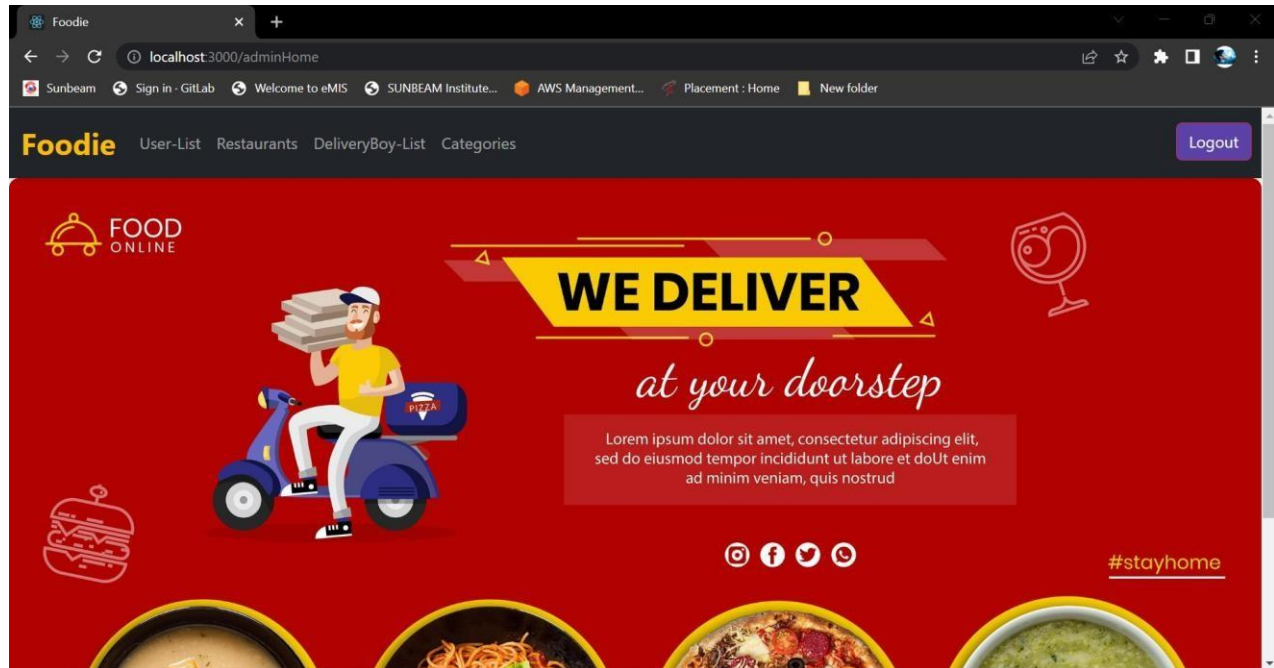 Foodie
localhost:3000/adminHome
Sunbeam Sign in · GitLab Welcome to eMIS SUNBEAM Institute... AWS Management... Placement : Home New folder
Foodie User-List Restaurants DeliveryBoy-List Categories Logout
FOOD
ONLINE
WE DELIVER
at your doorstep
PIZZA
Lorem ipsum dolor sit amet, consectetur adipiscing elit,
sed do eiusmod tempor incididunt ut labore et doUt enim
ad minim veniam, quis nostrud
#stayhome